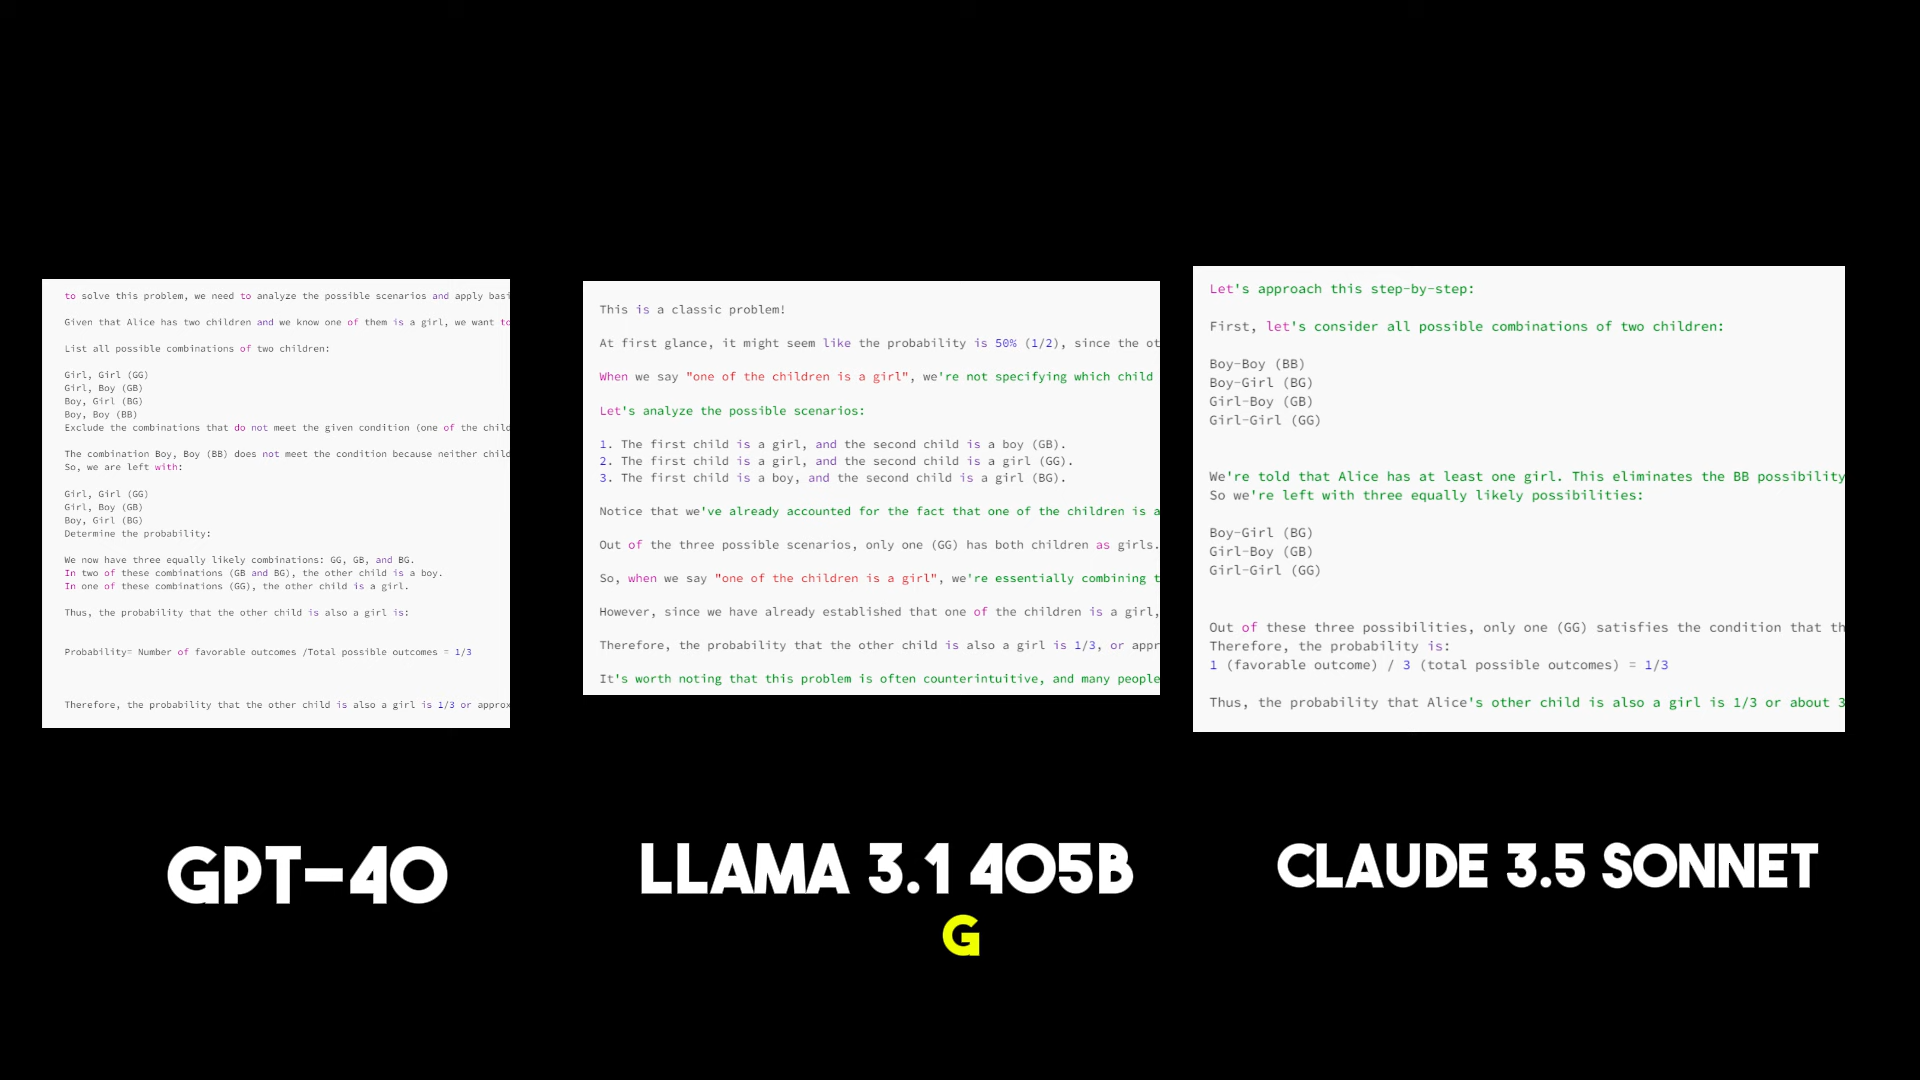 to solve this problem, we need to analyze the possible scenarios and apply basi
Given that Alice has two children and we know one of them is a girl, we want to
List all possible combinations of two children:
Girl, Girl (GG)
Girl, Boy (GB)
Boy, Girl (BG)
Boy, Boy (BB)
Exclude the combinations that do not meet the given condition (one of the child
The combination Boy, Boy (BB) does not meet the condition because neither child
So, we are left with:
Girl, Girl (GG)
Girl, Boy (GB)
Boy, Girl (BG)
Determine the probability:
We now have three equally likely combinations: GG, GB, and BG.
In two of these combinations (GB and BG), the other child is a boy.
In one of these combinations (GG), the other child is a girl.
Thus, the probability that the other child is also a girl is:
Probability= Number of favorable outcomes /Total possible outcomes = 1/3
Therefore, the probability that the other child is also a girl is 1/3 or approx
GPT-4O
This is a classic problem!
At first glance, it might seem like the probability is 50% (1/2), since the ot
When we say "one of the children is a girl", we're not specifying which child
Let's analyze the possible scenarios:
1. The first child is a girl, and the second child is a boy (GB).
2. The first child is a girl, and the second child is a girl (GG).
3. The first child is a boy, and the second child is a girl (BG).
Notice that we've already accounted for the fact that one of the children is a
Out of the three possible scenarios, only one (GG) has both children as girls.
So, when we say "one of the children is a girl", we're essentially combining t
However, since we have already established that one of the children is a girl,
Therefore, the probability that the other child is also a girl is 1/3, or appr
It's worth noting that this problem is often counterintuitive, and many people
LLAMA 3.1 405B
G
Let's approach this step-by-step:
First, let's consider all possible combinations of two children:
Boy-Boy (BB)
Boy-Girl (BG)
Girl-Boy (GB)
Girl-Girl (GG)
We're told that Alice has at least one girl. This eliminates the BB possibility
So we're left with three equally likely possibilities:
Boy-Girl (BG)
Girl-Boy (GB)
Girl-Girl (GG)
Out of these three possibilities, only one (GG) satisfies the condition that th
Therefore, the probability is:
1 (favorable outcome) / 3 (total possible outcomes) = 1/3
Thus, the probability that Alice's other child is also a girl is 1/3 or about 3
CLAUDE 3.5 SONNET